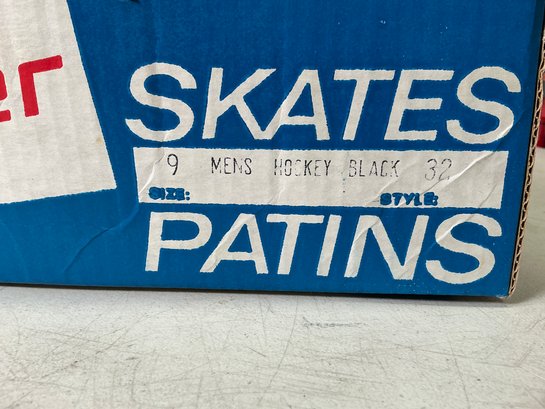 SKATES
9 MENS HOCKEY BLACK 32
SIZE: STYLE:
PATINS